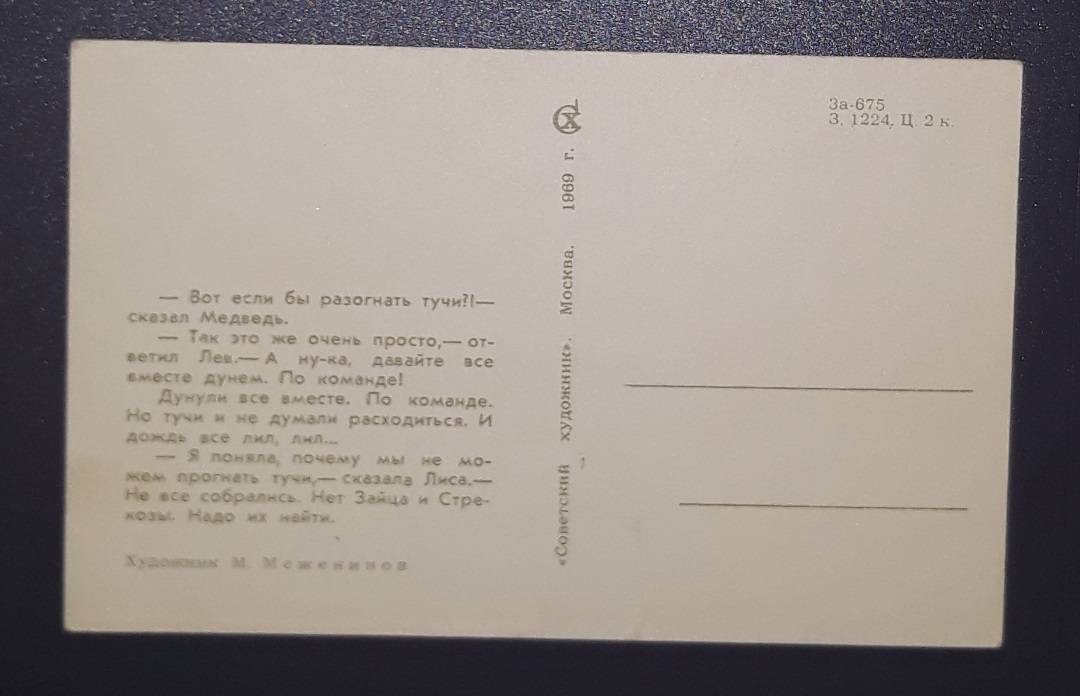 — Вот если бы разогнать тучи?!—
сказал Медведь.
— Так это же очень просто,— от-
ветил Лев.— А ну-ка, давайте все
вместе дунем. По команде!
Дунули все вместе. По команде.
Но тучи и не думали расходиться. И
дождь все лил, лил...
— Я поняла, почему мы не мо-
жем прогнать тучи,— сказала Лиса.—
Не все собрались. Нет Зайца и Стре-
козы. Надо их найти.
Художник М. Меженинов
«Советский художник». Москва. 1969 г.
СХ
За-675
З. 1224, Ц. 2 к.